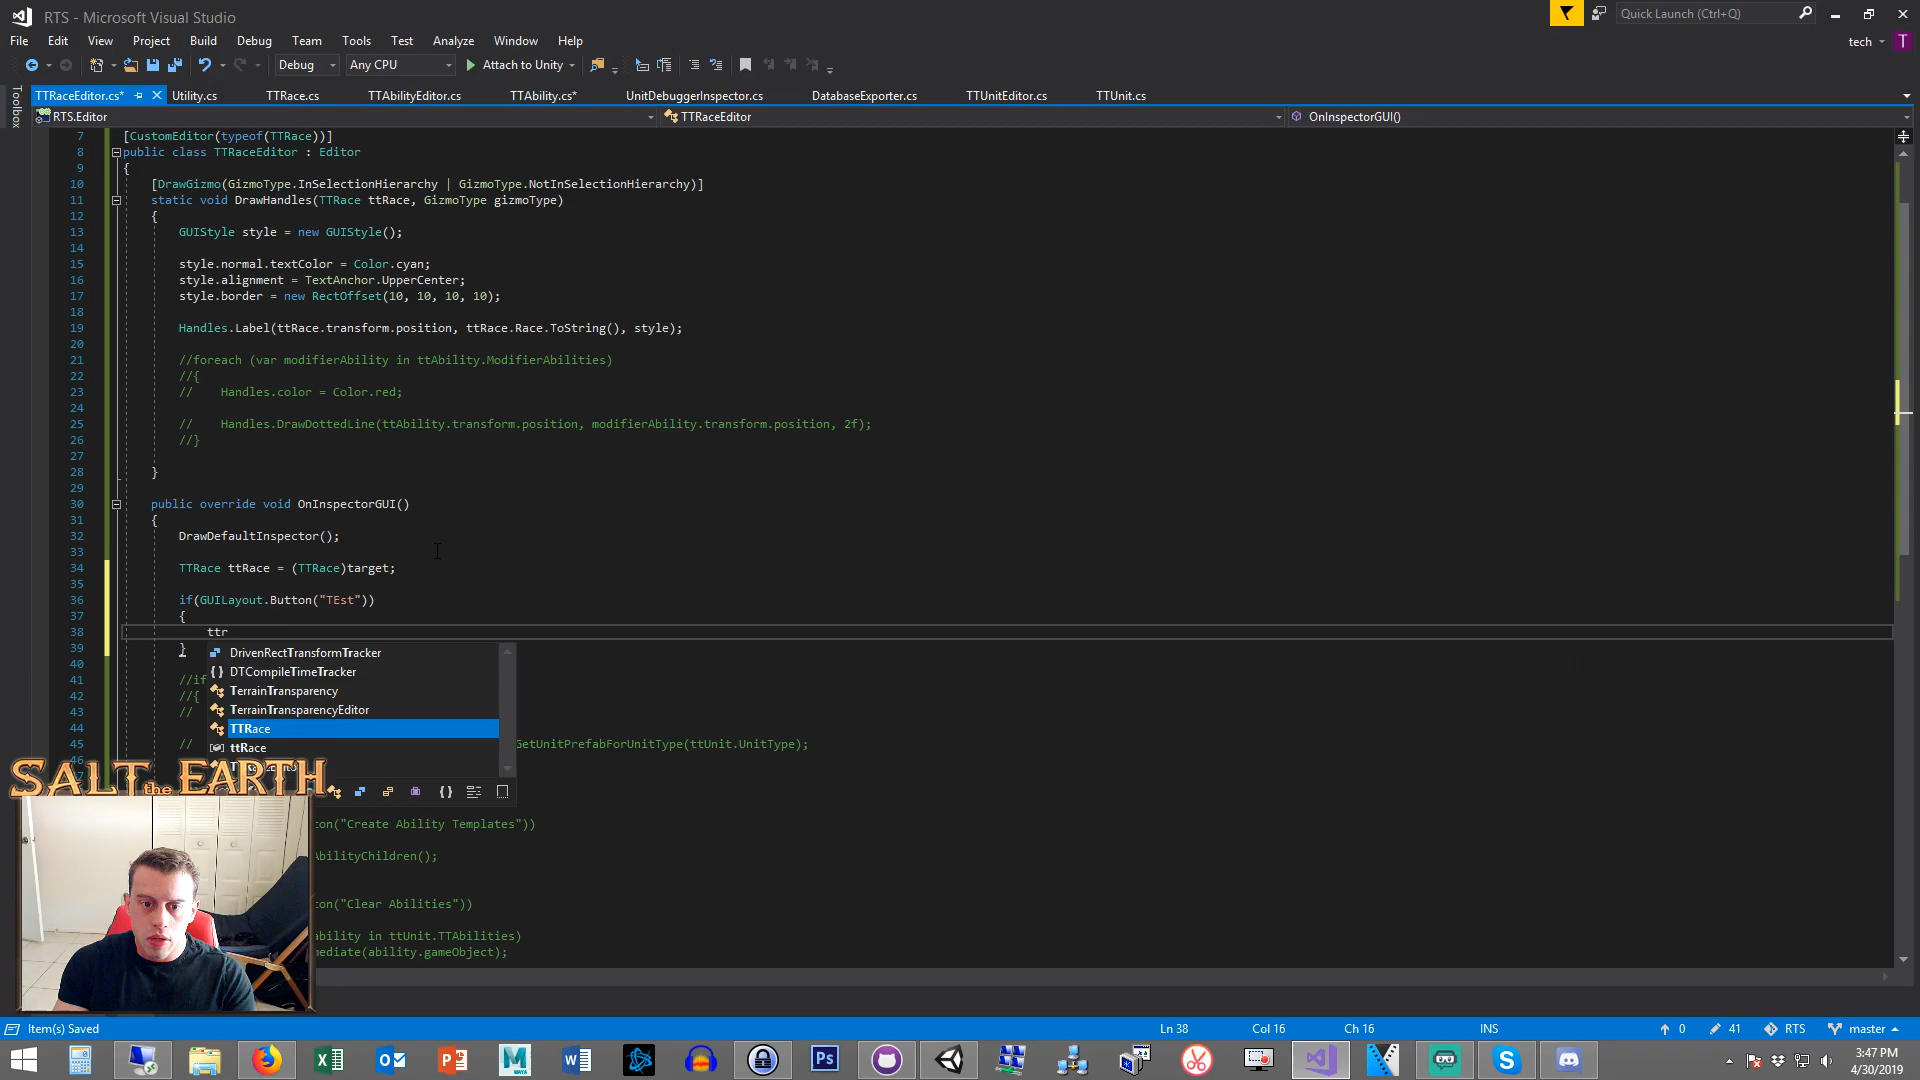 RTS - Microsoft Visual Studio
Quick Launch (Ctrl+Q)
File Edit View Project Build Debug Team Tools Test Analyze Window Help
tech T
Debug Any CPU Attach to Unity
Toolbox
TTRaceEditor.cs* Utility.cs TTRace.cs TTAbilityEditor.cs TTAbility.cs* UnitDebuggerInspector.cs DatabaseExporter.cs TTUnitEditor.cs TTUnit.cs
RTS.Editor TTRaceEditor OnInspectorGUI()
7 [CustomEditor(typeof(TTRace))]
8 public class TTRaceEditor : Editor
9 {
10 [DrawGizmo(GizmoType.InSelectionHierarchy | GizmoType.NotInSelectionHierarchy)]
11 static void DrawHandles(TTRace ttRace, GizmoType gizmoType)
12 {
13 GUIStyle style = new GUIStyle();
14
15 style.normal.textColor = Color.cyan;
16 style.alignment = TextAnchor.UpperCenter;
17 style.border = new RectOffset(10, 10, 10, 10);
18
19 Handles.Label(ttRace.transform.position, ttRace.Race.ToString(), style);
20
21 //foreach (var modifierAbility in ttAbility.ModifierAbilities)
22 //{
23 // Handles.color = Color.red;
24
25 // Handles.DrawDottedLine(ttAbility.transform.position, modifierAbility.transform.position, 2f);
26 //}
27
28 }
29
30 public override void OnInspectorGUI()
31 {
32 DrawDefaultInspector();
33
34 TTRace ttRace = (TTRace)target;
35
36 if(GUILayout.Button("TEst"))
37 {
38 ttr
39 }
DrivenRectTransformTracker
40
{ } DTCompileTimeTracker
41 //if
TerrainTransparency
42 //{
TerrainTransparencyEditor
43 //
44
TTRace
45 // GetUnitPrefabForUnitType(ttUnit.UnitType);
ttRace
46
SALT the EARTH
ton("Create Ability Templates"))
AbilityChildren();
ton("Clear Abilities"))
ability in ttUnit.TTAbilities)
mediate(ability.gameObject);
Item(s) Saved Ln 38 Col 16 Ch 16 INS 0 41 RTS master
3:47 PM
4/30/2019